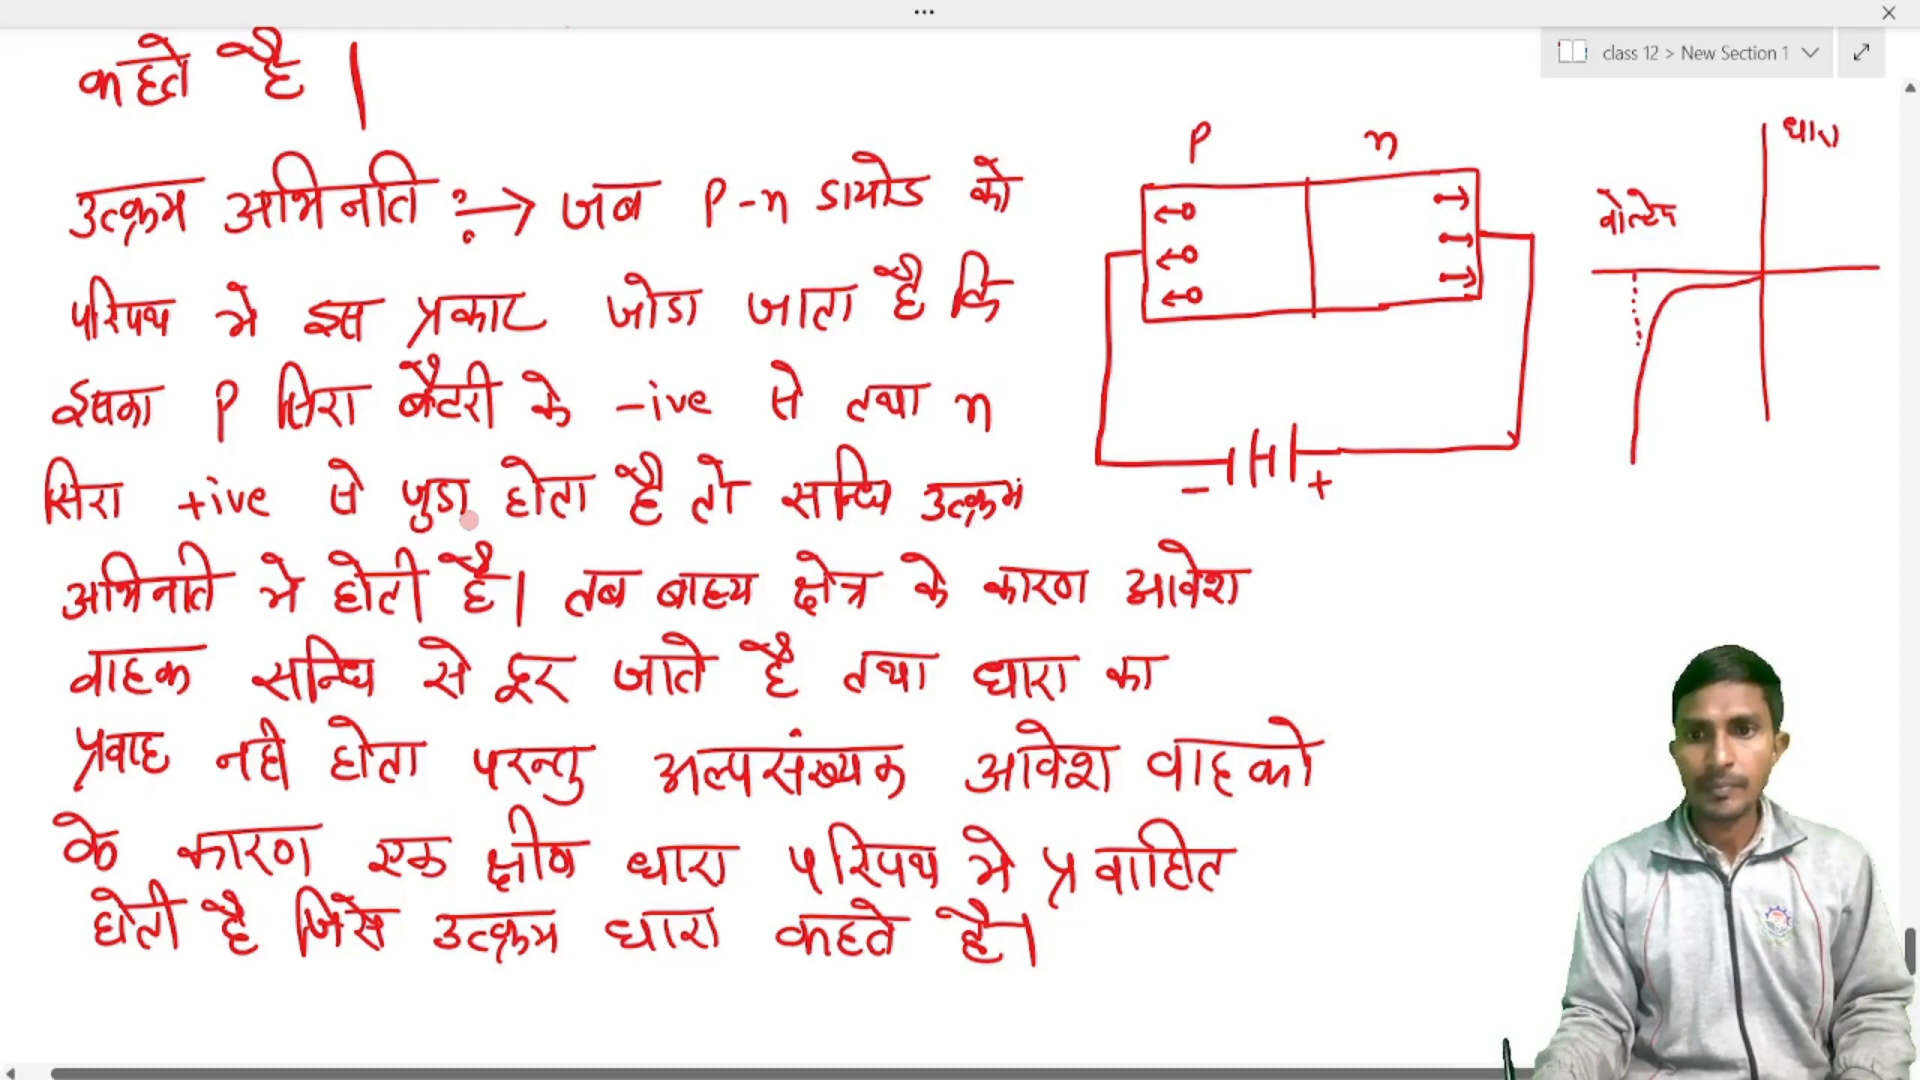 class 12 > New Section 1
कहते है |
उत्क्रम अभिनति :→ जब P-n डायोड को
परिपथ मे इस प्रकार जोडा जाता है कि
इसका P सिरा बैटरी के -ive से तथा n
सिरा +ive से जुडा होता है तो सन्धि उत्क्रम
अभिनति मे होती है। तब बाह्य क्षेत्र के कारण आवेश
वाहक सन्धि से दूर जाते है तथा धारा का
प्रवाह नही होता परन्तु अल्पसंख्यक आवेश वाहको
के कारण एक क्षीण धारा परिपथ मे प्रवाहित
होती है जिसे उत्क्रम धारा कहते है।
P n
- +
धारा
वोल्टेज